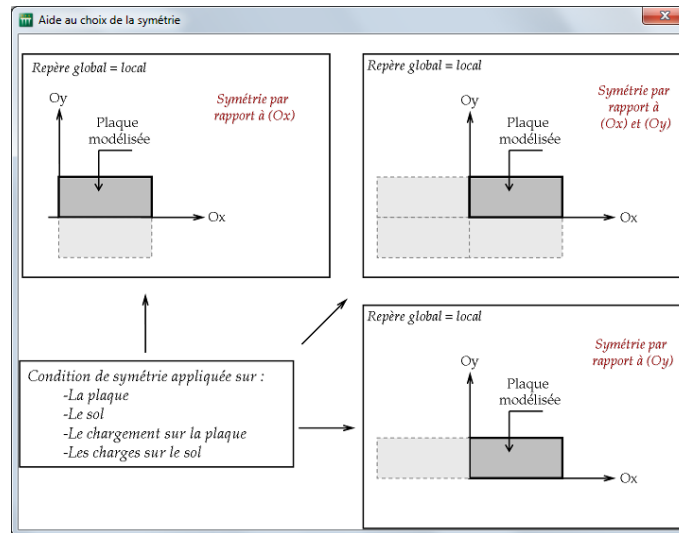 Aide au choix de la symétrie
Repère global = local
Symétrie par
rapport à (Ox)
Oy
Plaque
modélisée
Ox
Repère global = local
Symétrie par
rapport à
(Ox) et (Oy)
Oy
Plaque
modélisée
Ox
Condition de symétrie appliquée sur :
-La plaque
-Le sol
-Le chargement sur la plaque
-Les charges sur le sol
Repère global = local
Symétrie par
rapport à (Oy)
Oy
Plaque
modélisée
Ox